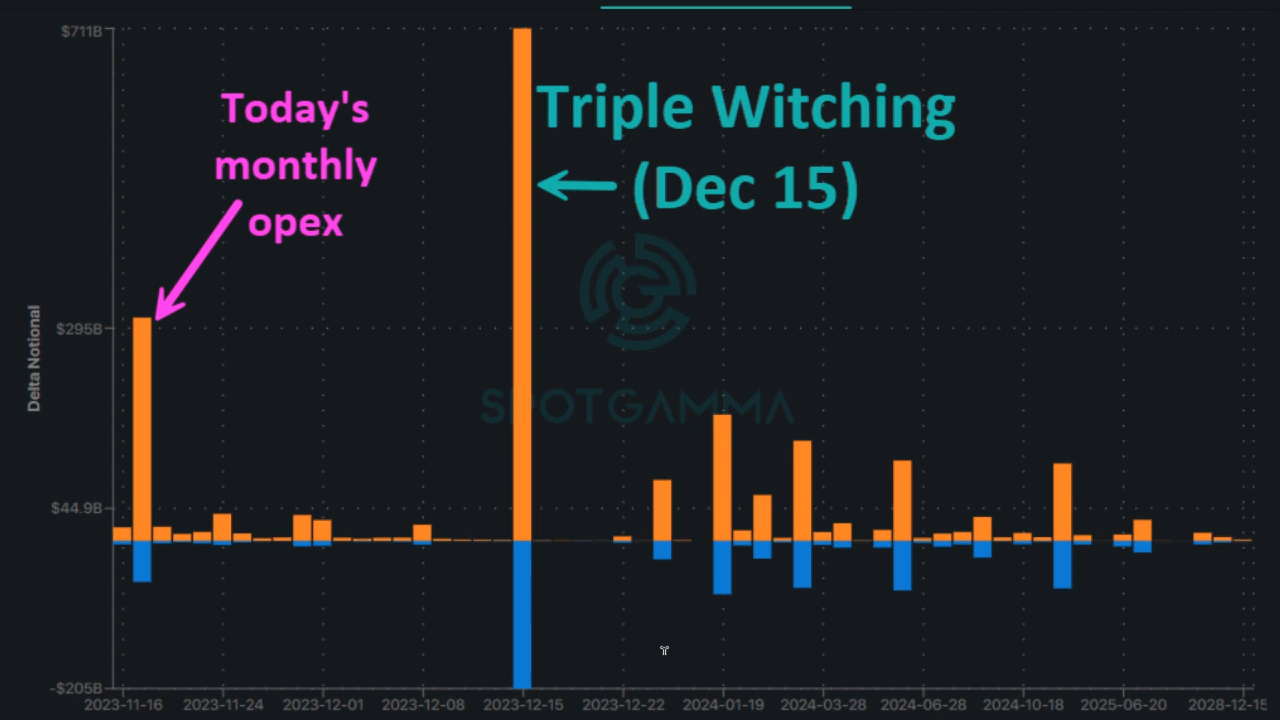 $711B
Today's
monthly
opex
Triple Witching
(Dec 15)
Delta Notional
$295B
SPOTGAMMA
$44.9B
-$205B
2023-11-16 2023-11-24 2023-12-01 2023-12-08 2023-12-15 2023-12-22 2024-01-19 2024-03-28 2024-06-28 2024-10-18 2025-06-20 2028-12-15